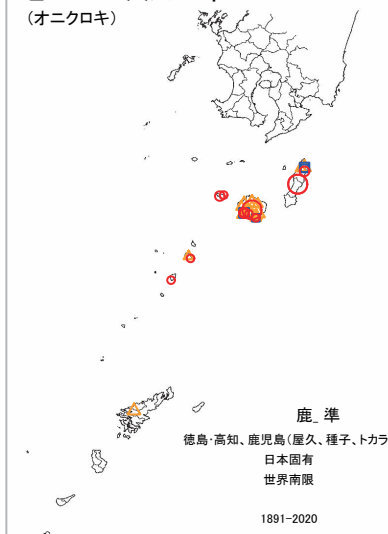 (オニクロキ)
鹿_準
徳島・高知、鹿児島(屋久、種子、トカラ
日本固有
世界南限
1891-2020